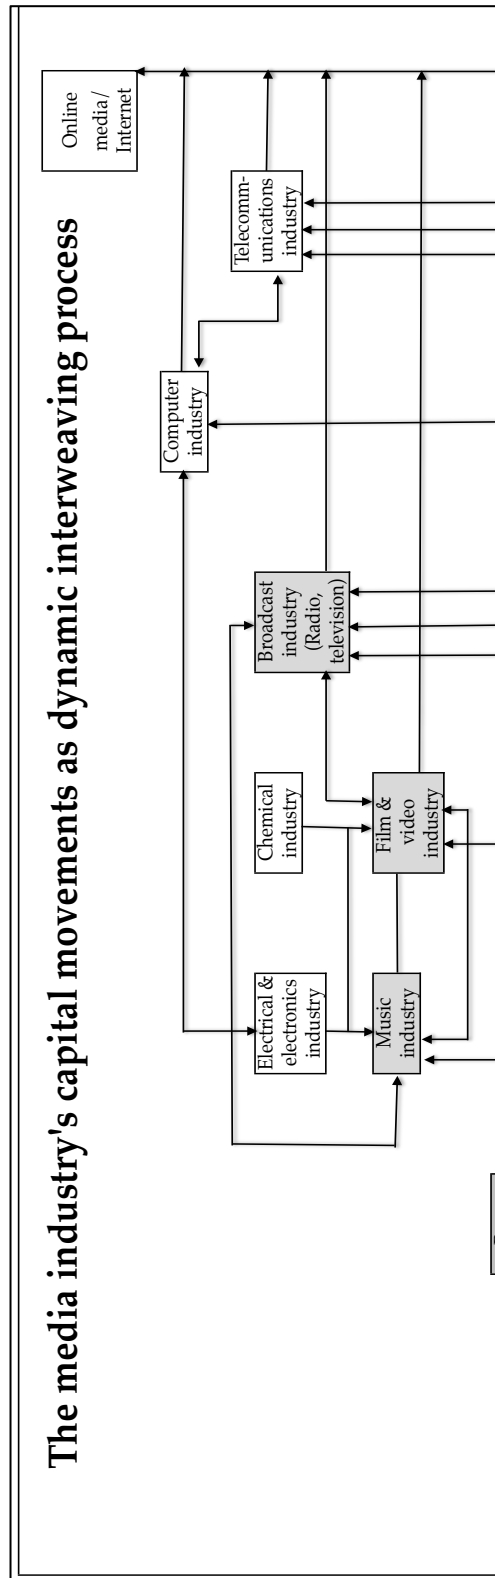 The media industry's capital movements as dynamic interweaving process
Online
media/
Internet
Computer
industry
Telecomm-
unications
industry
Electrical &
electronics
industry
Chemical
industry
Broadcast
industry
(Radio,
television)
Music
industry
Film &
video
industry